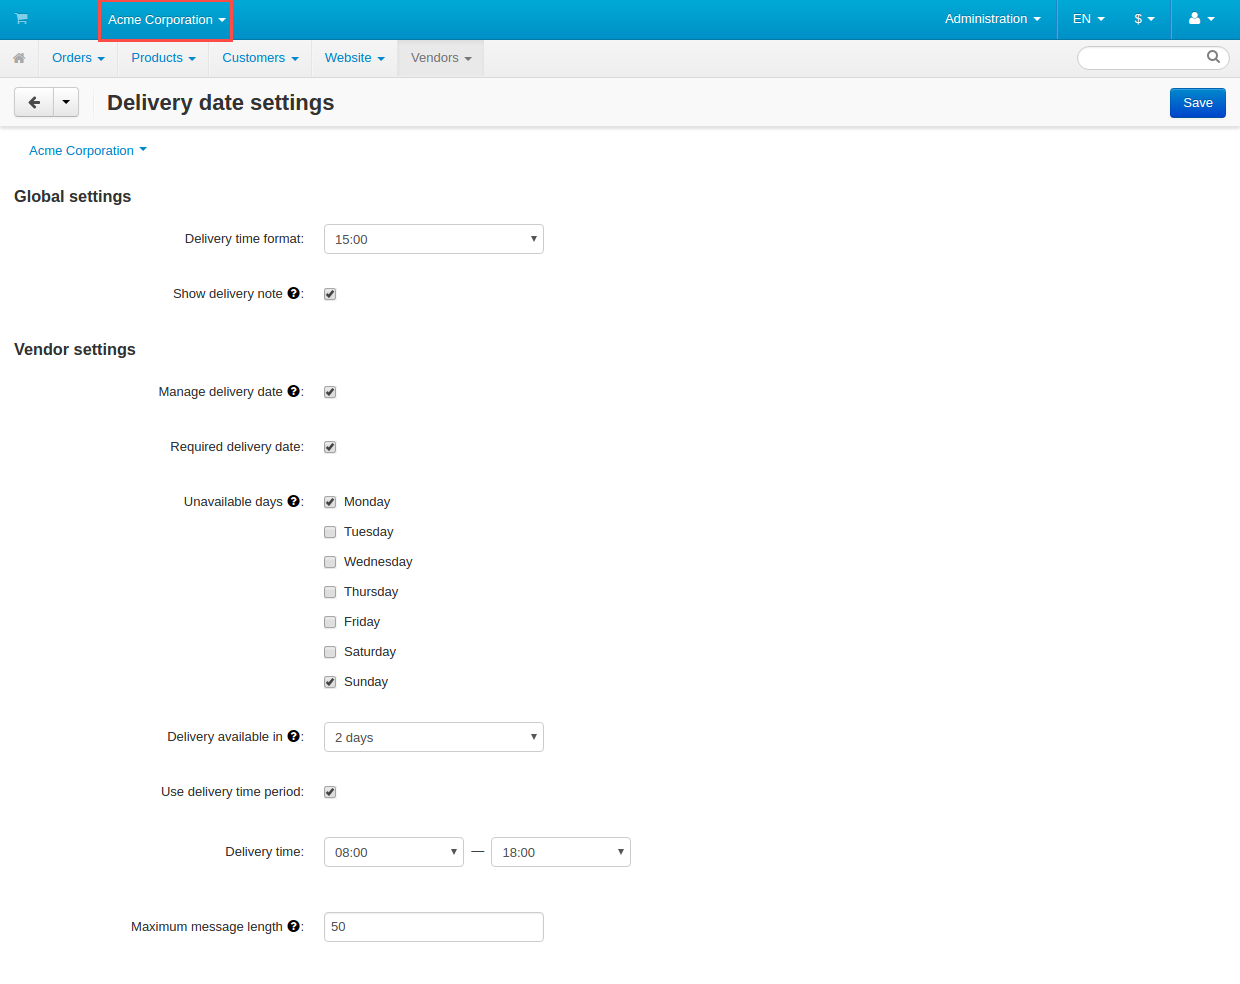 Acme Corporation
Administration
EN
$
Orders
Products
Customers
Website
Vendors
Delivery date settings
Save
Acme Corporation
Global settings
Delivery time format: 15:00
Show delivery note ?:
Vendor settings
Manage delivery date ?:
Required delivery date:
Unavailable days ?: Monday
Tuesday
Wednesday
Thursday
Friday
Saturday
Sunday
Delivery available in ?: 2 days
Use delivery time period:
Delivery time: 08:00 — 18:00
Maximum message length ?: 50